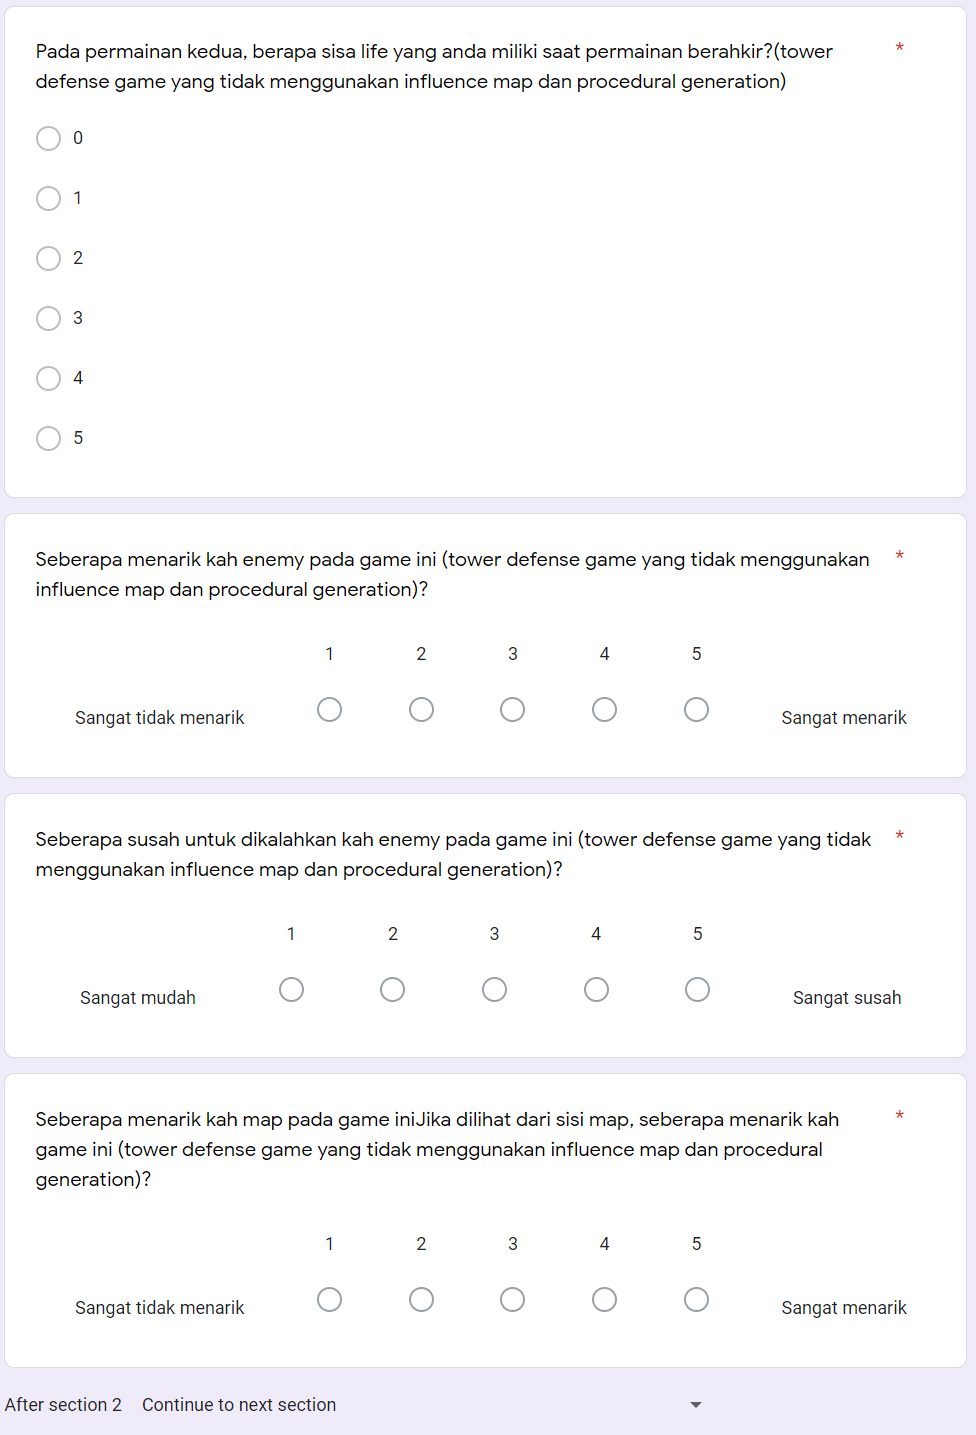 Pada permainan kedua, berapa sisa life yang anda miliki saat permainan berahkir?(tower *
defense game yang tidak menggunakan influence map dan procedural generation)
0
1
2
3
4
5
Seberapa menarik kah enemy pada game ini (tower defense game yang tidak menggunakan *
influence map dan procedural generation)?
1 2 3 4 5
Sangat tidak menarik Sangat menarik
Seberapa susah untuk dikalahkan kah enemy pada game ini (tower defense game yang tidak *
menggunakan influence map dan procedural generation)?
1 2 3 4 5
Sangat mudah Sangat susah
Seberapa menarik kah map pada game iniJika dilihat dari sisi map, seberapa menarik kah *
game ini (tower defense game yang tidak menggunakan influence map dan procedural
generation)?
1 2 3 4 5
Sangat tidak menarik Sangat menarik
After section 2 Continue to next section